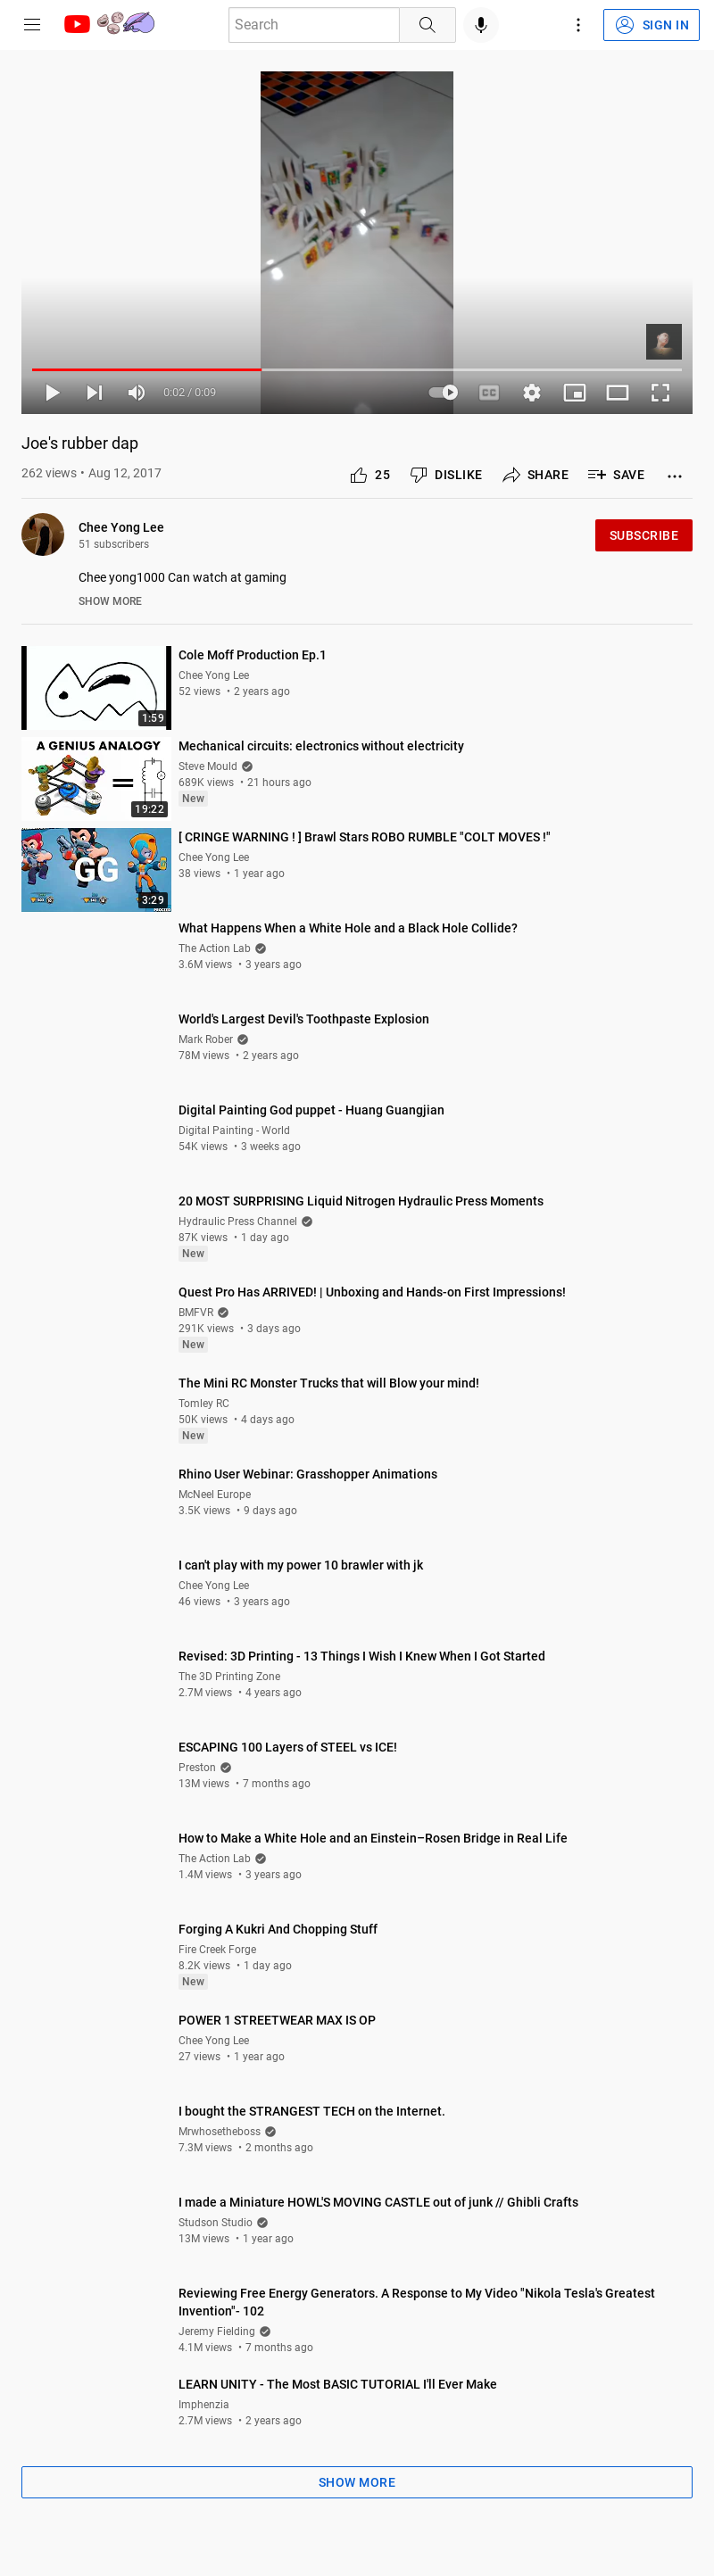 Search
SIGN IN
0:02 / 0:09
Joe's rubber dap
262 views • Aug 12, 2017
25 DISLIKE SHARE SAVE
Chee Yong Lee
51 subscribers
SUBSCRIBE
Chee yong1000 Can watch at gaming
SHOW MORE
1:59
Cole Moff Production Ep.1
Chee Yong Lee
52 views • 2 years ago
A GENIUS ANALOGY
19:22
Mechanical circuits: electronics without electricity
Steve Mould
689K views • 21 hours ago
New
GG
3:29
[ CRINGE WARNING ! ] Brawl Stars ROBO RUMBLE "COLT MOVES !"
Chee Yong Lee
38 views • 1 year ago
What Happens When a White Hole and a Black Hole Collide?
The Action Lab
3.6M views • 3 years ago
World's Largest Devil's Toothpaste Explosion
Mark Rober
78M views • 2 years ago
Digital Painting God puppet - Huang Guangjian
Digital Painting - World
54K views • 3 weeks ago
20 MOST SURPRISING Liquid Nitrogen Hydraulic Press Moments
Hydraulic Press Channel
87K views • 1 day ago
New
Quest Pro Has ARRIVED! | Unboxing and Hands-on First Impressions!
BMFVR
291K views • 3 days ago
New
The Mini RC Monster Trucks that will Blow your mind!
Tomley RC
50K views • 4 days ago
New
Rhino User Webinar: Grasshopper Animations
McNeel Europe
3.5K views • 9 days ago
I can't play with my power 10 brawler with jk
Chee Yong Lee
46 views • 3 years ago
Revised: 3D Printing - 13 Things I Wish I Knew When I Got Started
The 3D Printing Zone
2.7M views • 4 years ago
ESCAPING 100 Layers of STEEL vs ICE!
Preston
13M views • 7 months ago
How to Make a White Hole and an Einstein–Rosen Bridge in Real Life
The Action Lab
1.4M views • 3 years ago
Forging A Kukri And Chopping Stuff
Fire Creek Forge
8.2K views • 1 day ago
New
POWER 1 STREETWEAR MAX IS OP
Chee Yong Lee
27 views • 1 year ago
I bought the STRANGEST TECH on the Internet.
Mrwhosetheboss
7.3M views • 2 months ago
I made a Miniature HOWL'S MOVING CASTLE out of junk // Ghibli Crafts
Studson Studio
13M views • 1 year ago
Reviewing Free Energy Generators. A Response to My Video "Nikola Tesla's Greatest
Invention"- 102
Jeremy Fielding
4.1M views • 7 months ago
LEARN UNITY - The Most BASIC TUTORIAL I'll Ever Make
Imphenzia
2.7M views • 2 years ago
SHOW MORE